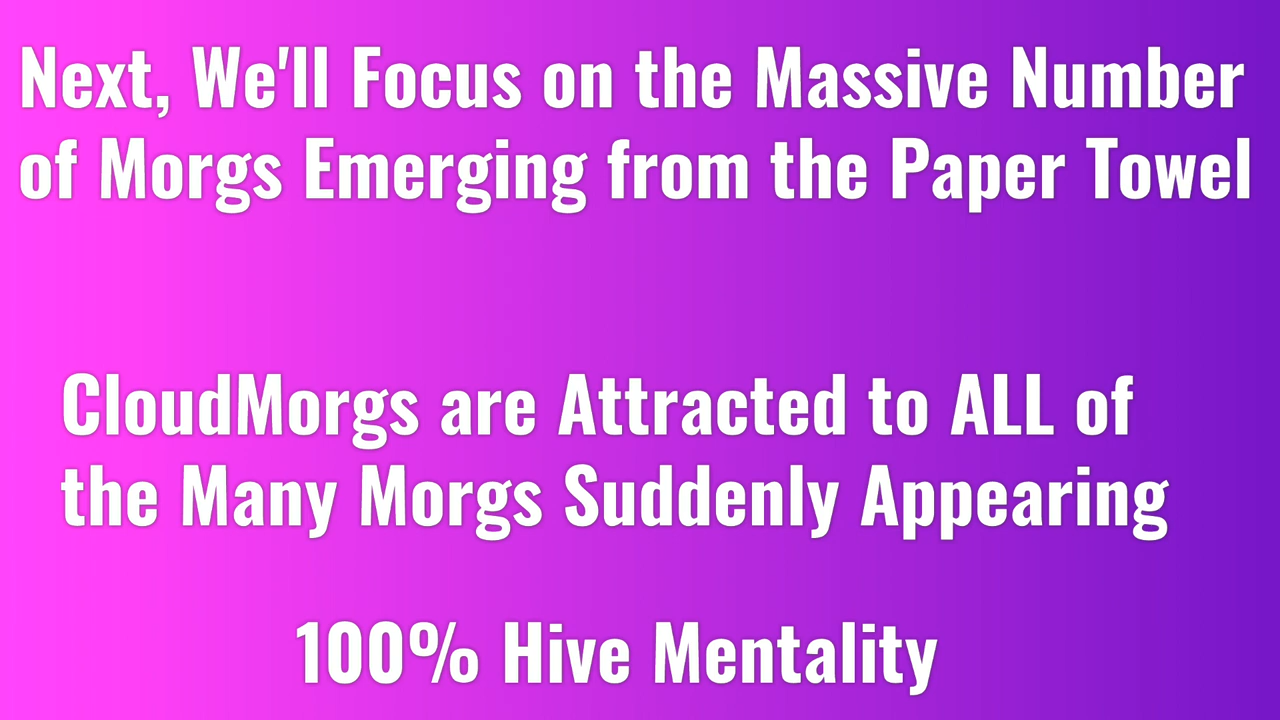 Next, We'll Focus on the Massive Number
of Morgs Emerging from the Paper Towel
CloudMorgs are Attracted to ALL of
the Many Morgs Suddenly Appearing
100% Hive Mentality